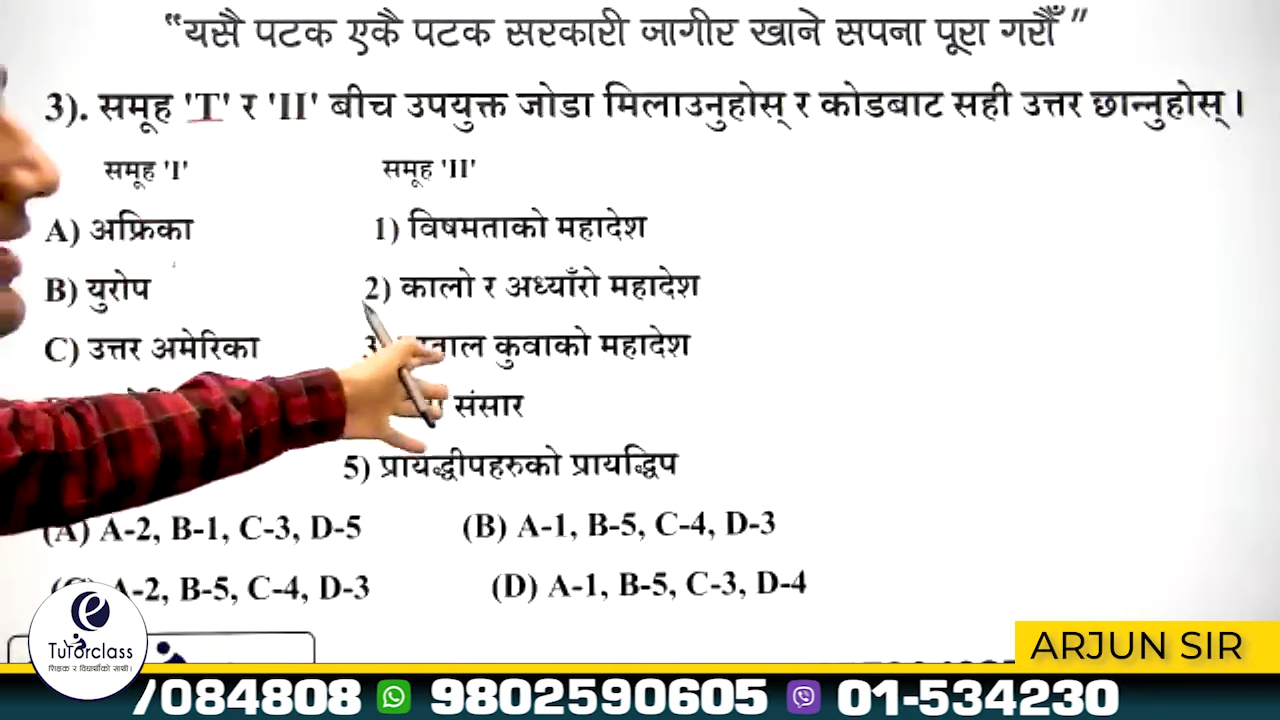 “यसै पटक एकै पटक सरकारी जागीर खाने सपना पूरा गरौँ”
3). समूह 'I' र 'II' बीच उपयुक्त जोडा मिलाउनुहोस् र कोडबाट सही उत्तर छान्नुहोस् ।
समूह 'I' समूह 'II'
A) अफ्रिका 1) विषमताको महादेश
B) युरोप 2) कालो र अध्याँरो महादेश
C) उत्तर अमेरिका कुवाको महादेश
संसार
5) प्रायद्धीपहरुको प्रायद्धिप
(A) A-2, B-1, C-3, D-5 (B) A-1, B-5, C-4, D-3
A-2, B-5, C-4, D-3 (D) A-1, B-5, C-3, D-4
e
Tutorclass
शिक्षक र विद्यार्थीको साथी।
ARJUN SIR
7084808 9802590605 01-534230